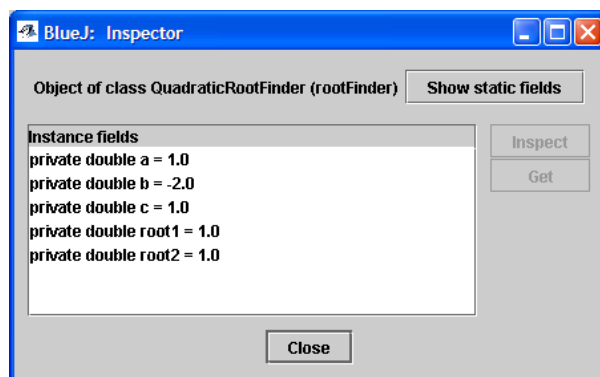 BlueJ: Inspector
Object of class QuadraticRootFinder (rootFinder) Show static fields
Instance fields
private double a = 1.0
private double b = -2.0
private double c = 1.0
private double root1 = 1.0
private double root2 = 1.0
Inspect
Get
Close